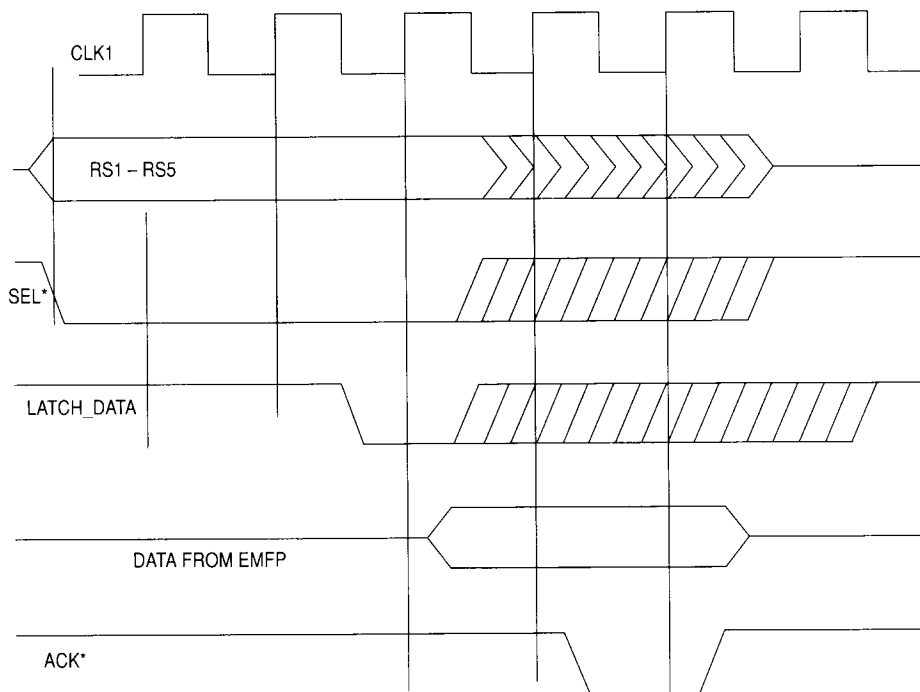 CLK1
RS1 – RS5
SEL*
LATCH_DATA
DATA FROM EMFP
ACK*